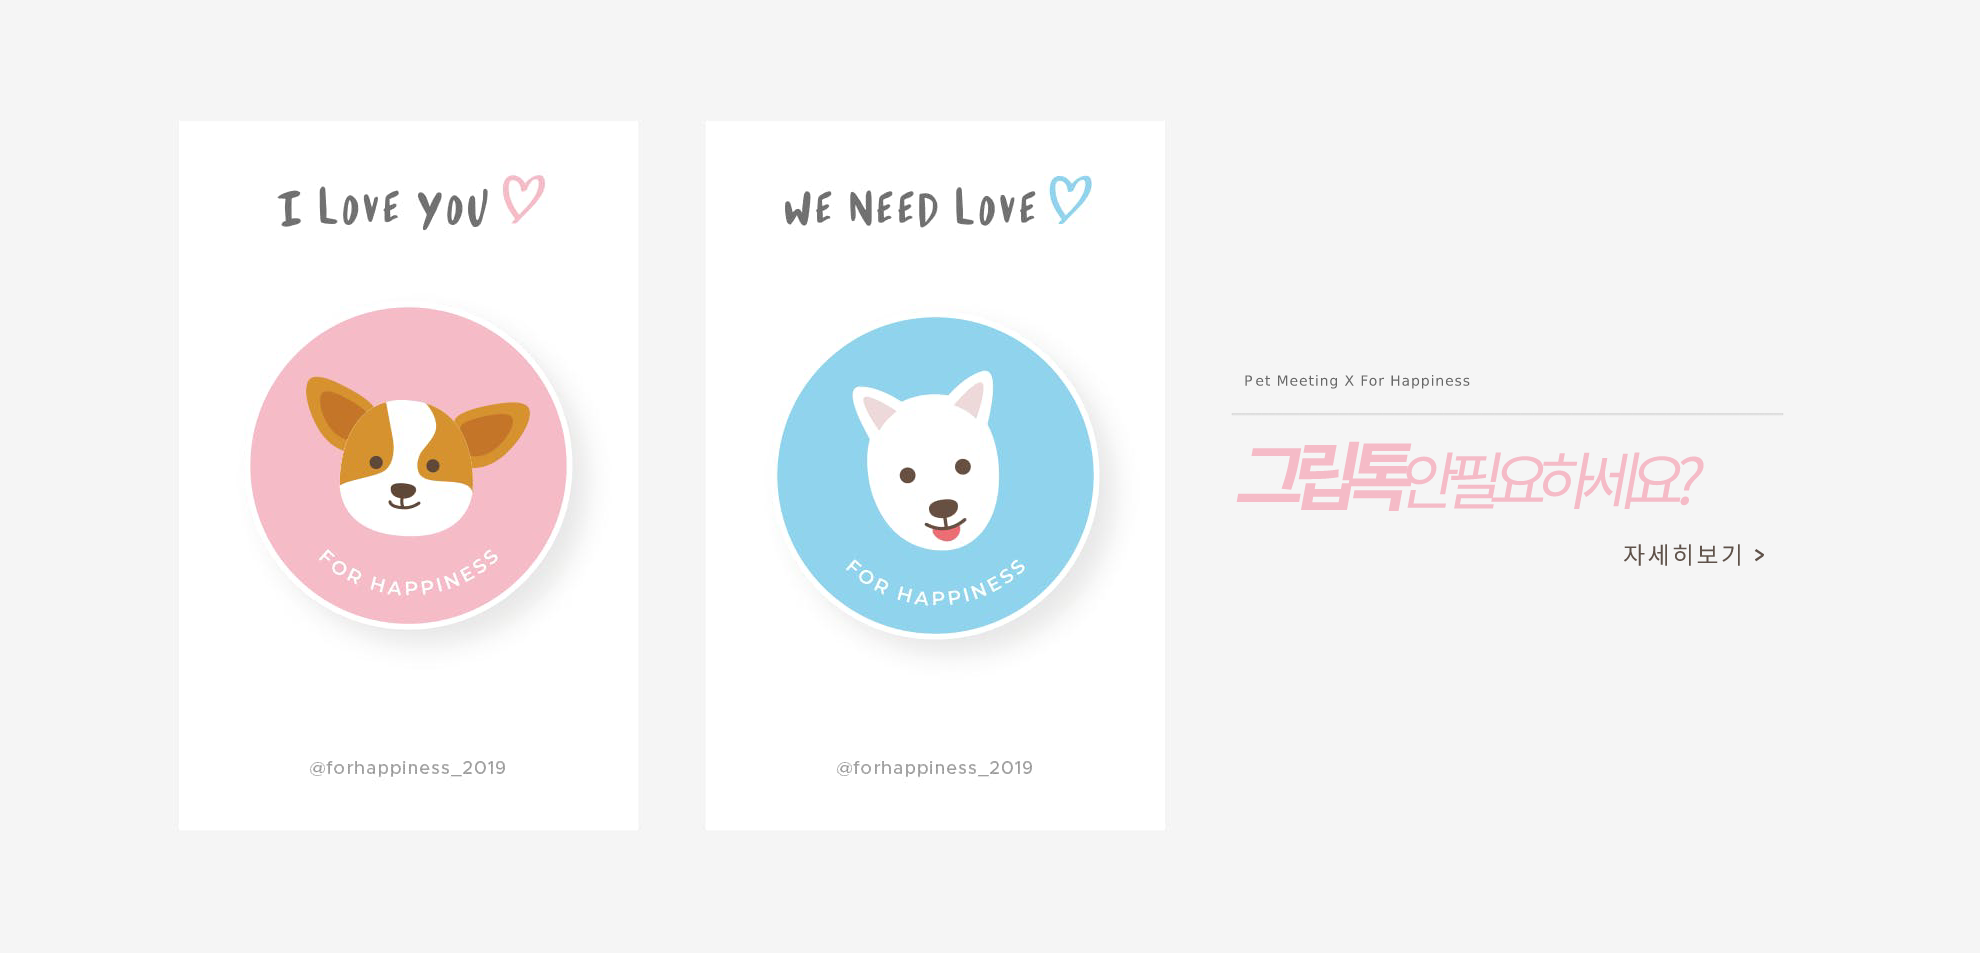 I LOVE YOU
FOR HAPPINESS
@forhappiness_2019
WE NEED LOVE
FOR HAPPINESS
@forhappiness_2019
Pet Meeting X For Happiness
그립톡안필요하세요?
자세히보기 >